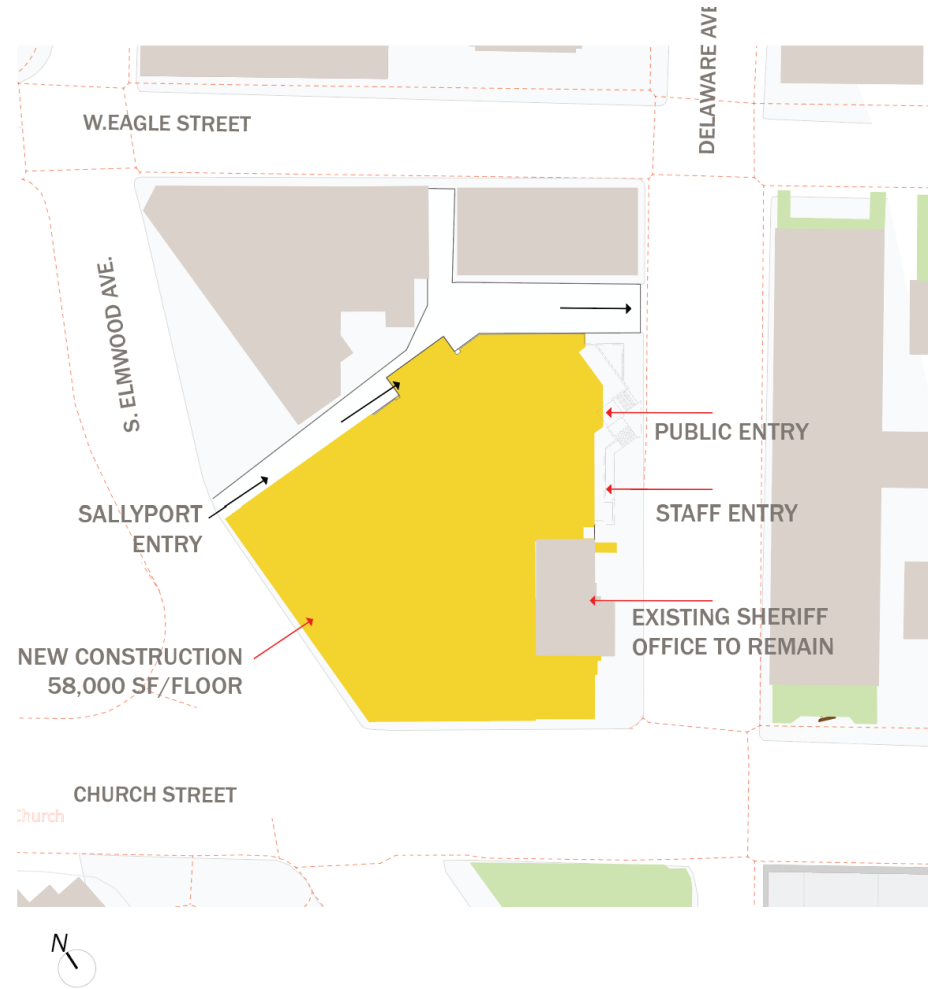 DELAWARE AVE
W.EAGLE STREET
S. ELMWOOD AVE.
PUBLIC ENTRY
SALLYPORT
ENTRY
STAFF ENTRY
EXISTING SHERIFF
OFFICE TO REMAIN
NEW CONSTRUCTION
58,000 SF/FLOOR
CHURCH STREET
Church
N